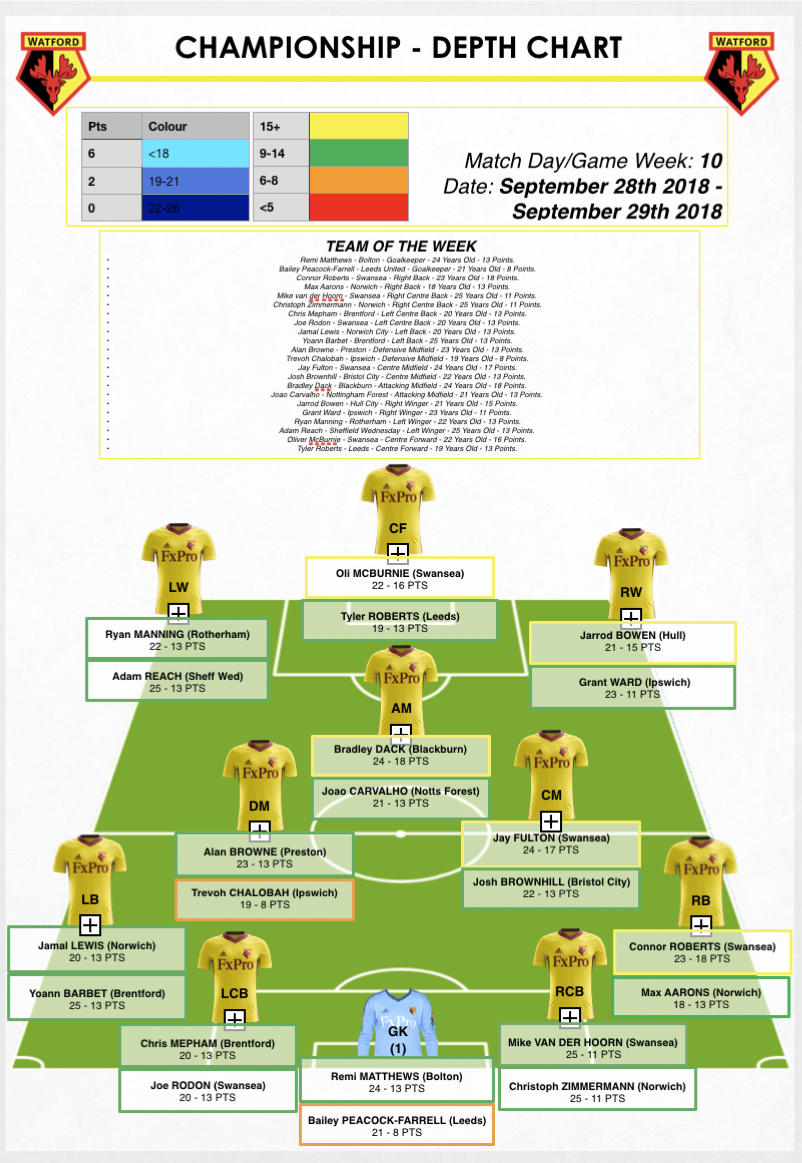 WATFORD
CHAMPIONSHIP - DEPTH CHART
WATFORD
Pts Colour 15+
6 <18 9-14
2 19-21 6-8
0 22-26 <5
Match Day/Game Week: 10
Date: September 28th 2018 -
September 29th 2018
TEAM OF THE WEEK
Remi Matthews - Bolton - Goalkeeper - 24 Years Old - 13 Points.
Bailey Peacock-Farrell - Leeds United - Goalkeeper - 21 Years Old - 8 Points.
Connor Roberts - Swansea - Right Back - 23 Years Old - 18 Points.
Max Aarons - Norwich - Right Back - 18 Years Old - 13 Points.
Mike van der Hoorn - Swansea - Right Centre Back - 25 Years Old - 11 Points.
Christoph Zimmermann - Norwich - Right Centre Back - 25 Years Old - 11 Points.
Chris Mepham - Brentford - Left Centre Back - 20 Years Old - 13 Points.
Joe Rodon - Swansea - Left Centre Back - 20 Years Old - 13 Points.
Jamal Lewis - Norwich City - Left Back - 20 Years Old - 13 Points.
Yoann Barbet - Brentford - Left Back - 25 Years Old - 13 Points.
Alan Browne - Preston - Defensive Midfield - 23 Years Old - 13 Points.
Trevoh Chalobah - Ipswich - Defensive Midfield - 19 Years Old - 8 Points.
Jay Fulton - Swansea - Centre Midfield - 24 Years Old - 17 Points.
Josh Brownhill - Bristol City - Centre Midfield - 22 Years Old - 13 Points.
Bradley Dack - Blackburn - Attacking Midfield - 24 Years Old - 18 Points.
Joao Carvalho - Nottingham Forest - Attacking Midfield - 21 Years Old - 13 Points.
Jarrod Bowen - Hull City - Right Winger - 21 Years Old - 15 Points.
Grant Ward - Ipswich - Right Winger - 23 Years Old - 11 Points.
Ryan Manning - Rotherham - Left Winger - 22 Years Old - 13 Points.
Adam Reach - Sheffield Wednesday - Left Winger - 25 Years Old - 13 Points.
Oliver McBurnie - Swansea - Centre Forward - 22 Years Old - 16 Points.
Tyler Roberts - Leeds - Centre Forward - 19 Years Old - 13 Points.
FxPro
CF
Oli MCBURNIE (Swansea)
22 - 16 PTS
Tyler ROBERTS (Leeds)
19 - 13 PTS
FxPro
LW
Ryan MANNING (Rotherham)
22 - 13 PTS
Adam REACH (Sheff Wed)
25 - 13 PTS
FxPro
RW
Jarrod BOWEN (Hull)
21 - 15 PTS
Grant WARD (Ipswich)
23 - 11 PTS
FxPro
AM
Bradley DACK (Blackburn)
24 - 18 PTS
Joao CARVALHO (Notts Forest)
21 - 13 PTS
FxPro
DM
Alan BROWNE (Preston)
23 - 13 PTS
Trevoh CHALOBAH (Ipswich)
19 - 8 PTS
FxPro
CM
Jay FULTON (Swansea)
24 - 17 PTS
Josh BROWNHILL (Bristol City)
22 - 13 PTS
FxPro
LB
Jamal LEWIS (Norwich)
20 - 13 PTS
Yoann BARBET (Brentford)
25 - 13 PTS
FxPro
RB
Connor ROBERTS (Swansea)
23 - 18 PTS
Max AARONS (Norwich)
18 - 13 PTS
FxPro
LCB
Chris MEPHAM (Brentford)
20 - 13 PTS
Joe RODON (Swansea)
20 - 13 PTS
FxPro
RCB
Mike VAN DER HOORN (Swansea)
25 - 11 PTS
Christoph ZIMMERMANN (Norwich)
25 - 11 PTS
FxPro
GK
(1)
Remi MATTHEWS (Bolton)
24 - 13 PTS
Bailey PEACOCK-FARRELL (Leeds)
21 - 8 PTS